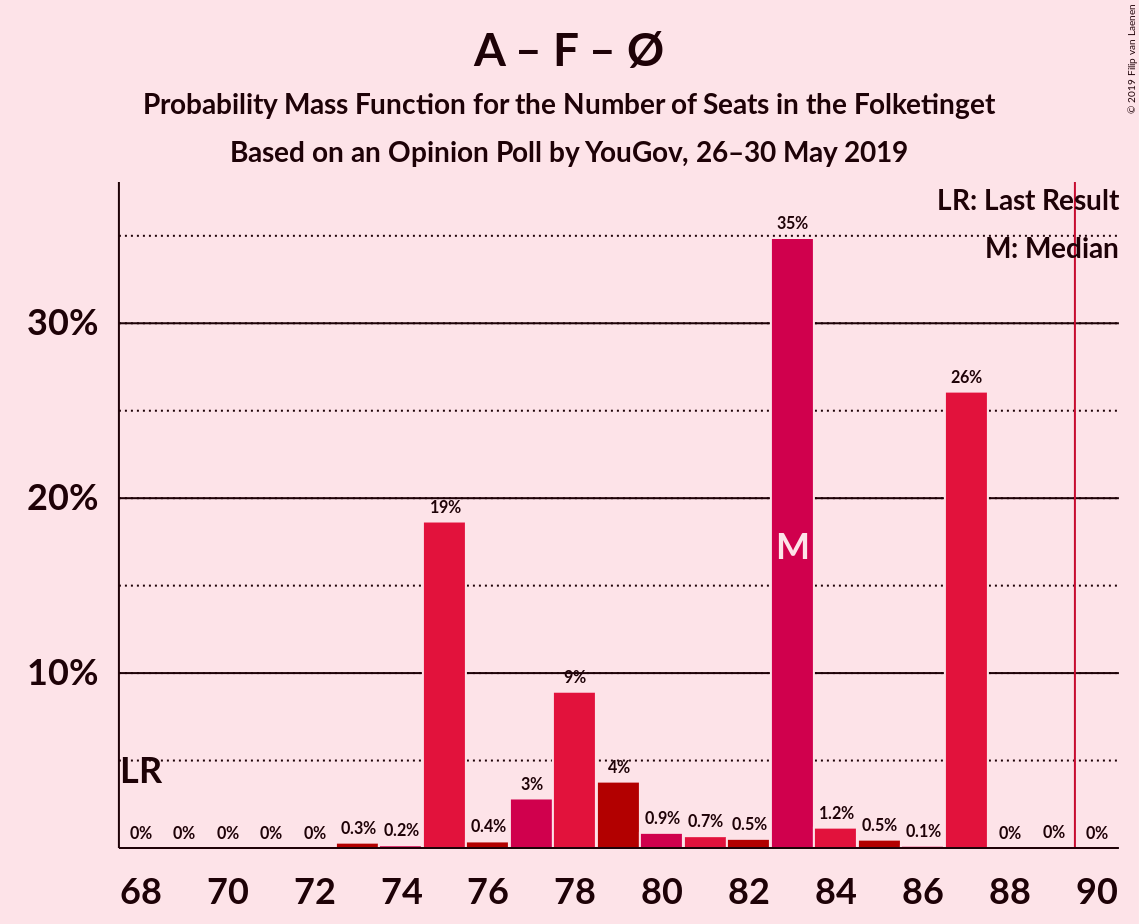 A – F – Ø
Probability Mass Function for the Number of Seats in the Folketinget
Based on an Opinion Poll by YouGov, 26–30 May 2019
© 2019 Filip van Laenen
LR: Last Result
M: Median
35%
30%
26%
20%
19%
M
10%
9%
LR
4%
3%
0% 0% 0% 0% 0% 0.3% 0.2% 0.4% 0.9% 0.7% 0.5% 1.2% 0.5% 0.1% 0% 0% 0%
68 70 72 74 76 78 80 82 84 86 88 90